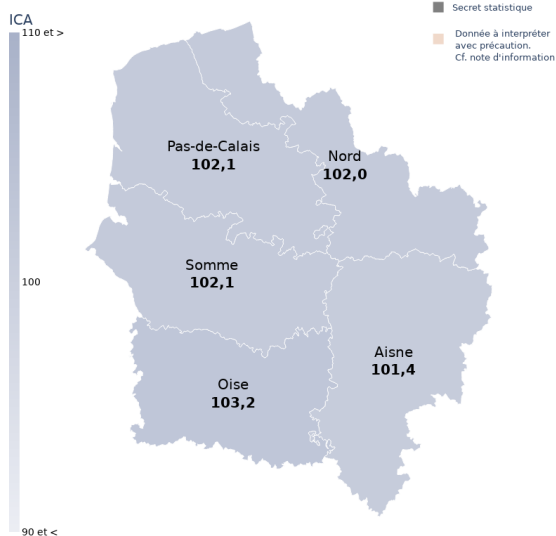 ICA
110 et >
100
90 et <
Secret statistique
Donnée à interpréter
avec précaution.
Cf. note d'information
Pas-de-Calais
102,1
Nord
102,0
Somme
102,1
Aisne
101,4
Oise
103,2